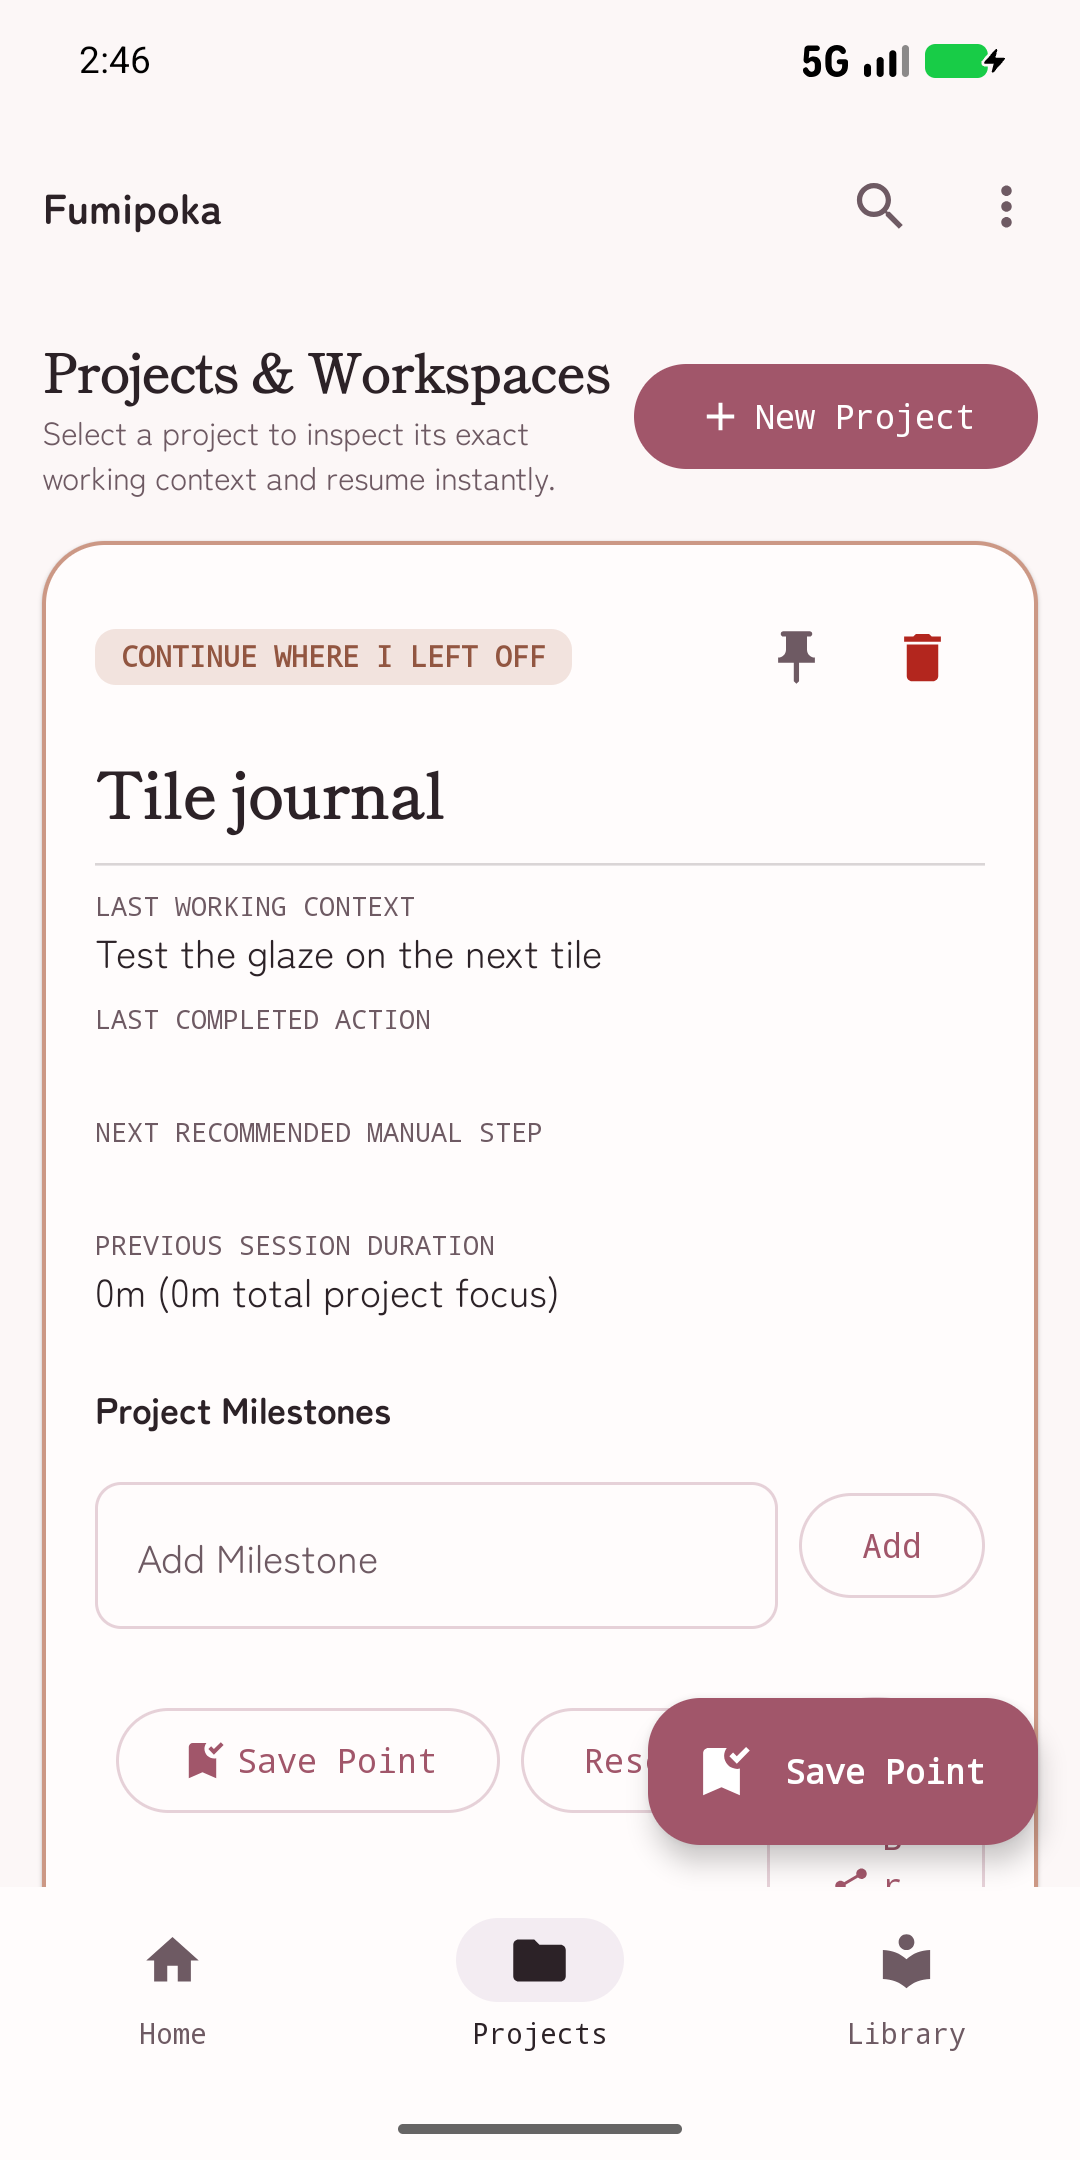 2:46
5G
Fumipoka
Projects & Workspaces
Select a project to inspect its exact
working context and resume instantly.
+ New Project
CONTINUE WHERE I LEFT OFF
Tile journal
LAST WORKING CONTEXT
Test the glaze on the next tile
LAST COMPLETED ACTION
NEXT RECOMMENDED MANUAL STEP
PREVIOUS SESSION DURATION
0m (0m total project focus)
Project Milestones
Add Milestone
Add
Save Point
Save Point
Home
Projects
Library